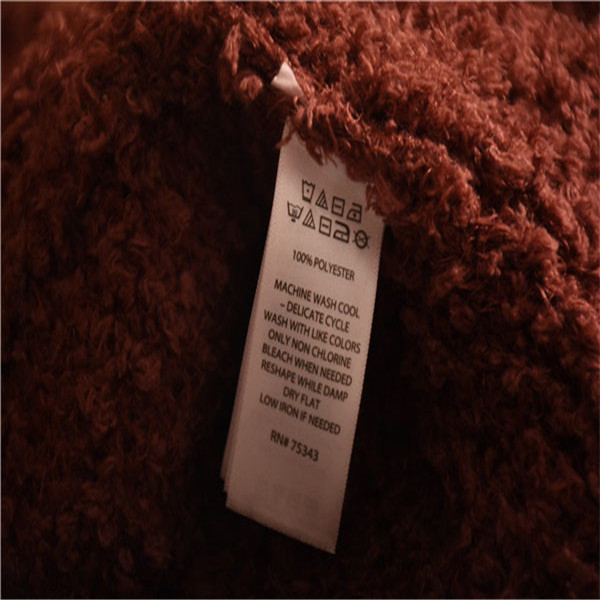 100% POLYESTER
MACHINE WASH COOL
– DELICATE CYCLE
WASH WITH LIKE COLORS
ONLY NON CHLORINE
BLEACH WHEN NEEDED
RESHAPE WHILE DAMP
DRY FLAT
LOW IRON IF NEEDED
RN# 75343